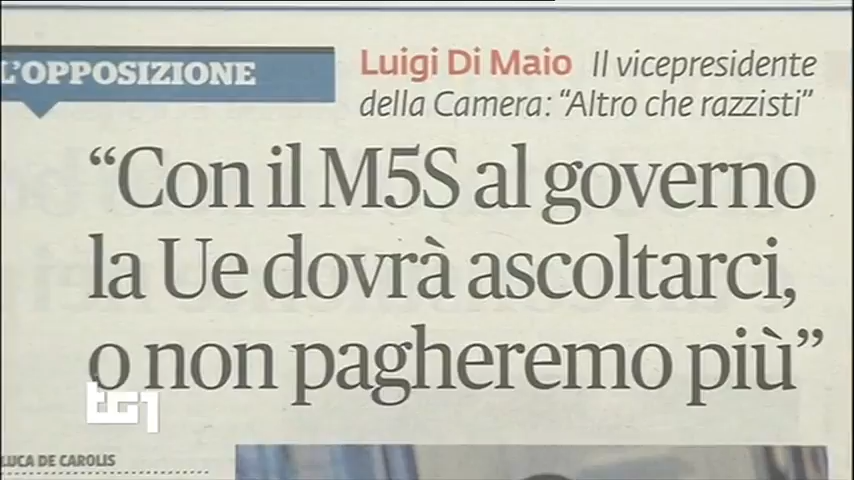 L'OPPOSIZIONE
Luigi Di Maio Il vicepresidente
della Camera: “Altro che razzisti”
“Con il M5S al governo
la Ue dovrà ascoltarci,
o non pagheremo più”
tg1
LUCA DE CAROLIS